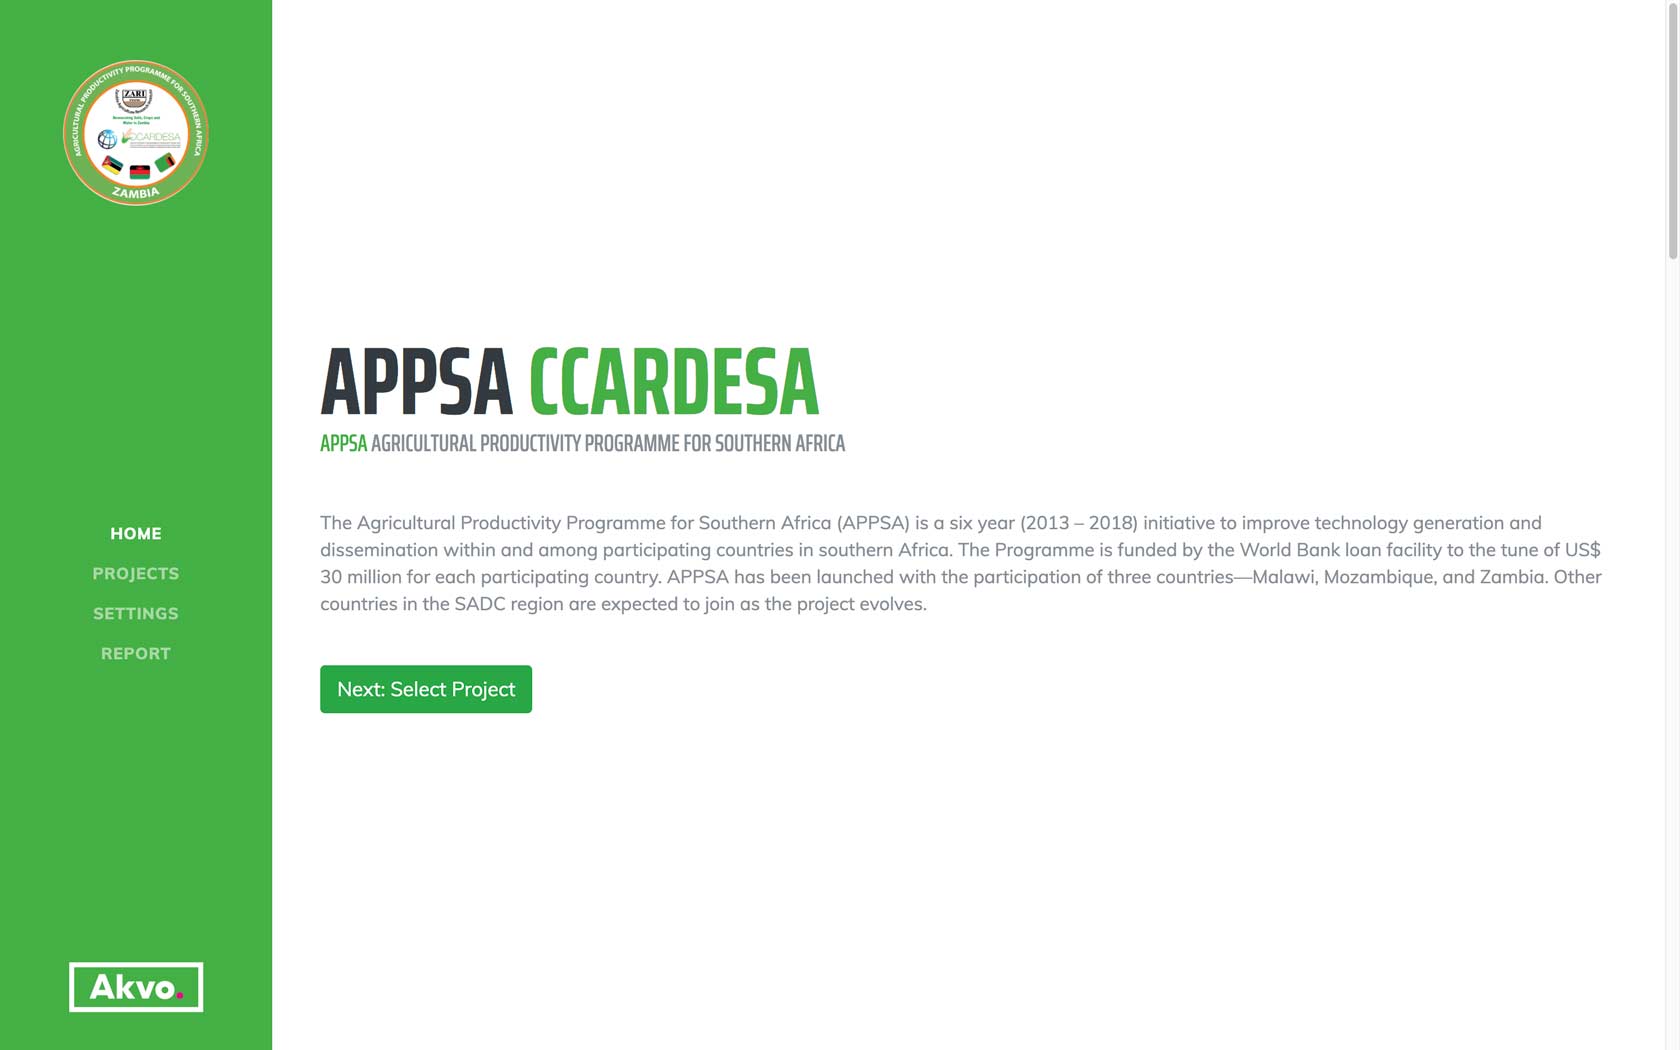 AGRICULTURAL PRODUCTIVITY PROGRAMME FOR SOUTHERN AFRICA
ZARI
CCARDESA
ZAMBIA
HOME
PROJECTS
SETTINGS
REPORT
Akvo.
APPSA CCARDESA
APPSA AGRICULTURAL PRODUCTIVITY PROGRAMME FOR SOUTHERN AFRICA
The Agricultural Productivity Programme for Southern Africa (APPSA) is a six year (2013 – 2018) initiative to improve technology generation and
dissemination within and among participating countries in southern Africa. The Programme is funded by the World Bank loan facility to the tune of US$
30 million for each participating country. APPSA has been launched with the participation of three countries—Malawi, Mozambique, and Zambia. Other
countries in the SADC region are expected to join as the project evolves.
Next: Select Project